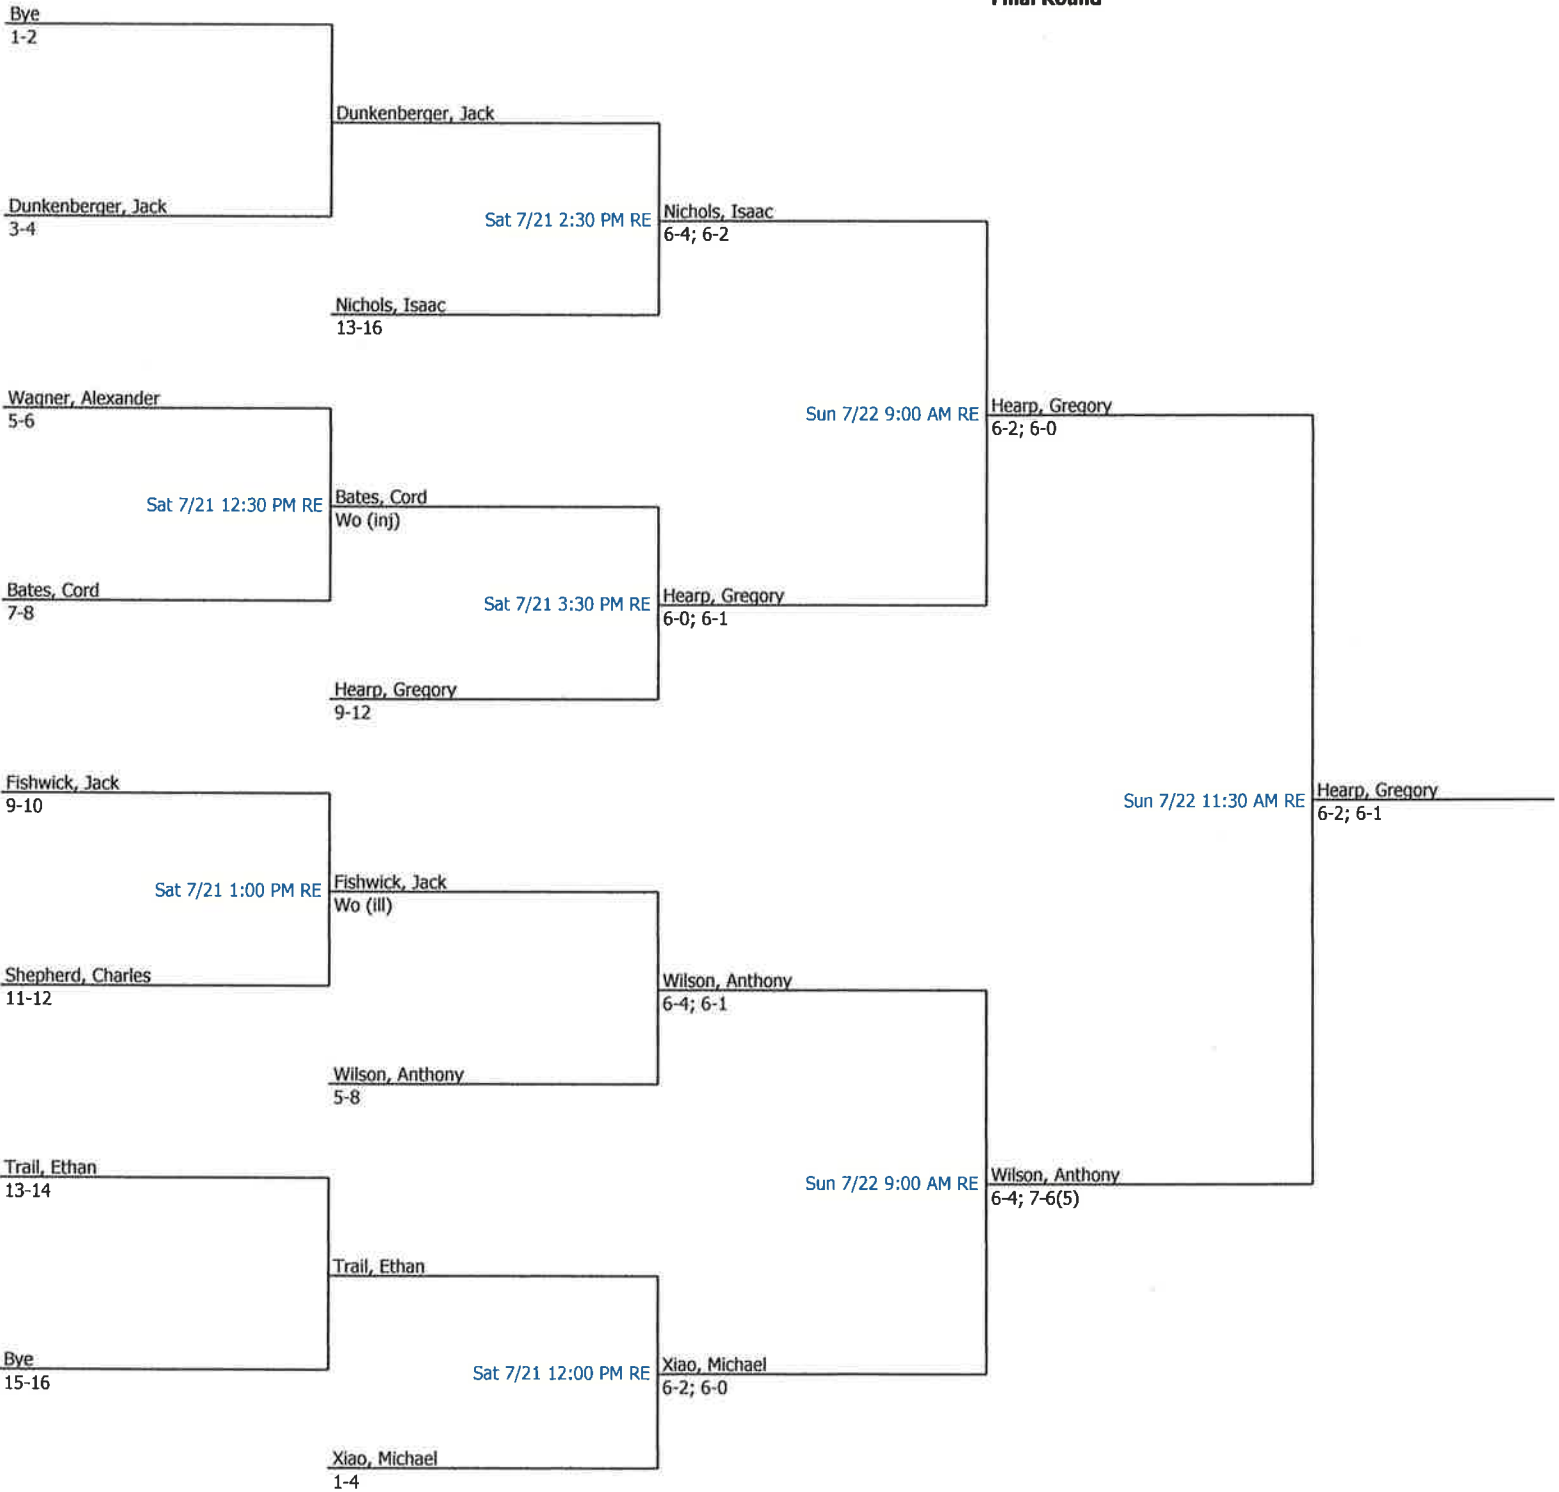 Final Round
Bye
1-2
Dunkenberger, Jack
Dunkenberger, Jack
3-4
Sat 7/21 2:30 PM RE
Nichols, Isaac
6-4; 6-2
Nichols, Isaac
13-16
Wagner, Alexander
5-6
Sun 7/22 9:00 AM RE
Hearp, Gregory
6-2; 6-0
Sat 7/21 12:30 PM RE
Bates, Cord
Wo (inj)
Bates, Cord
7-8
Sat 7/21 3:30 PM RE
Hearp, Gregory
6-0; 6-1
Hearp, Gregory
9-12
Fishwick, Jack
9-10
Sun 7/22 11:30 AM RE
Hearp, Gregory
6-2; 6-1
Sat 7/21 1:00 PM RE
Fishwick, Jack
Wo (ill)
Shepherd, Charles
11-12
Wilson, Anthony
6-4; 6-1
Wilson, Anthony
5-8
Trail, Ethan
13-14
Sun 7/22 9:00 AM RE
Wilson, Anthony
6-4; 7-6(5)
Trail, Ethan
Bye
15-16
Sat 7/21 12:00 PM RE
Xiao, Michael
6-2; 6-0
Xiao, Michael
1-4